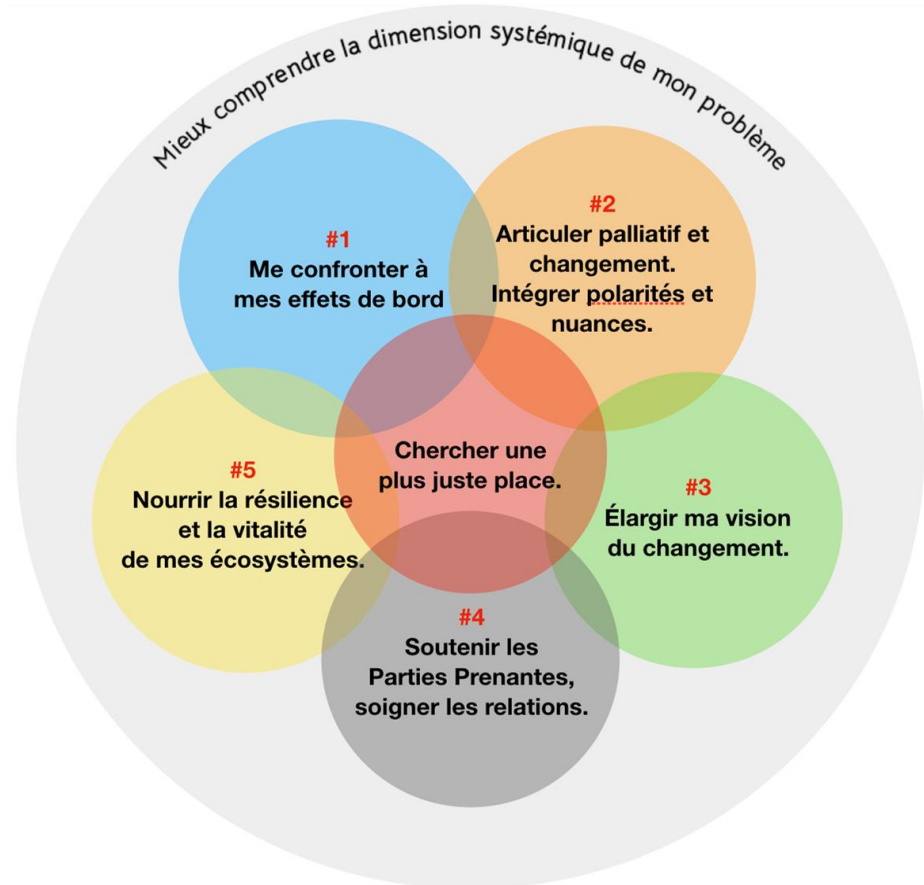 Mieux comprendre la dimension systémique de mon problème
#1
Me confronter à
mes effets de bord
#2
Articuler palliatif et
changement.
Intégrer polarités et
nuances.
Chercher une
plus juste place.
#3
Élargir ma vision
du changement.
#4
Soutenir les
Parties Prenantes,
soigner les relations.
#5
Nourrir la résilience
et la vitalité
de mes écosystèmes.